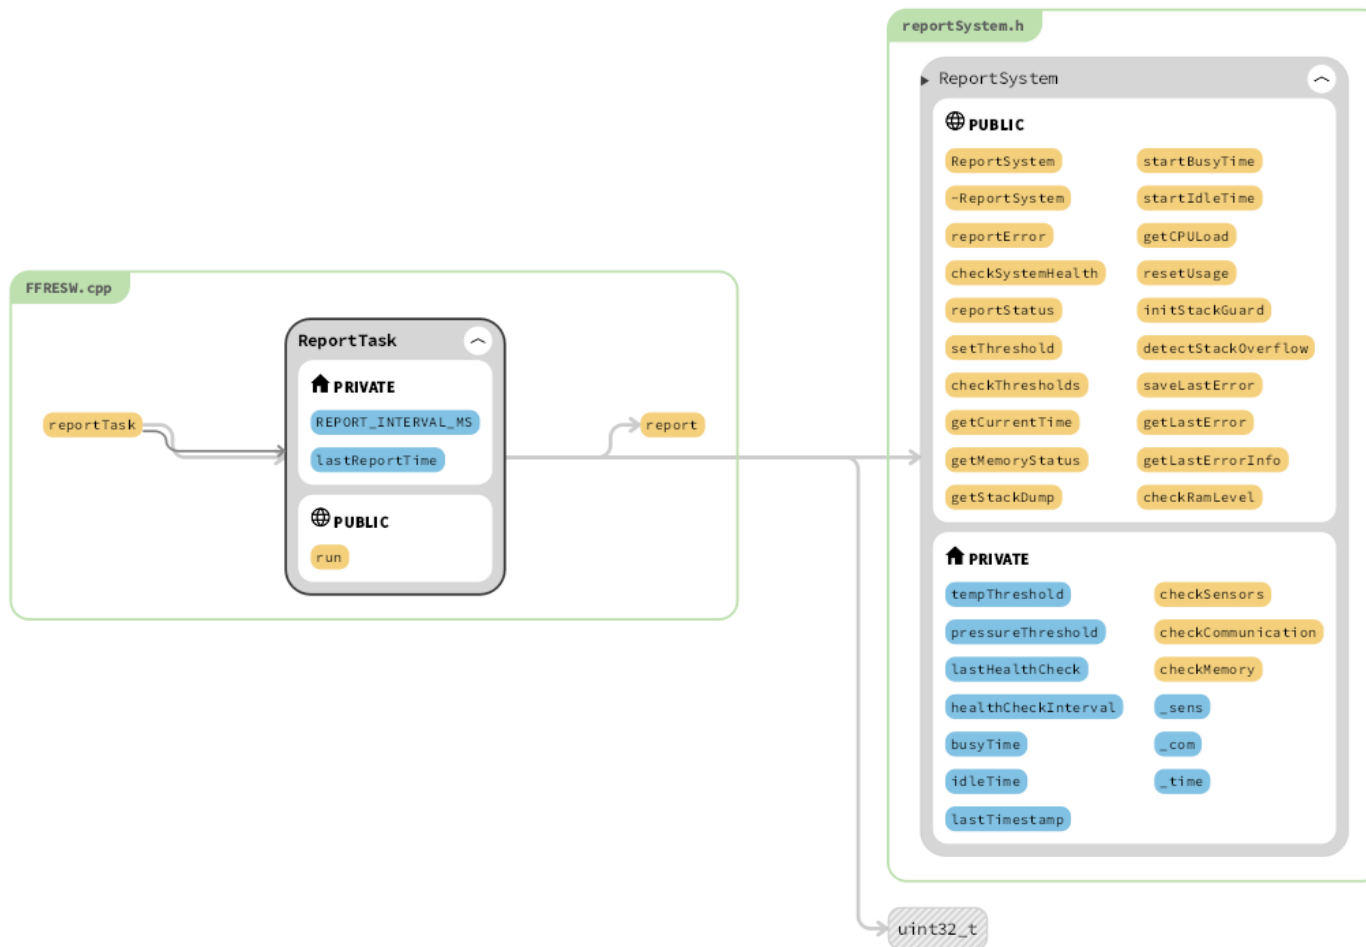 reportSystem.h
ReportSystem
PUBLIC
ReportSystem
startBusyTime
~ReportSystem
startIdleTime
reportError
getCPULoad
checkSystemHealth
resetUsage
reportStatus
initStackGuard
setThreshold
detectStackOverflow
checkThresholds
saveLastError
getCurrentTime
getLastError
getMemoryStatus
getLastErrorInfo
getStackDump
checkRamLevel
PRIVATE
tempThreshold
checkSensors
pressureThreshold
checkCommunication
lastHealthCheck
checkMemory
healthCheckInterval
_sens
busyTime
_com
idleTime
_time
lastTimestamp
FFRESW.cpp
reportTask
ReportTask
PRIVATE
REPORT_INTERVAL_MS
lastReportTime
PUBLIC
run
report
uint32_t